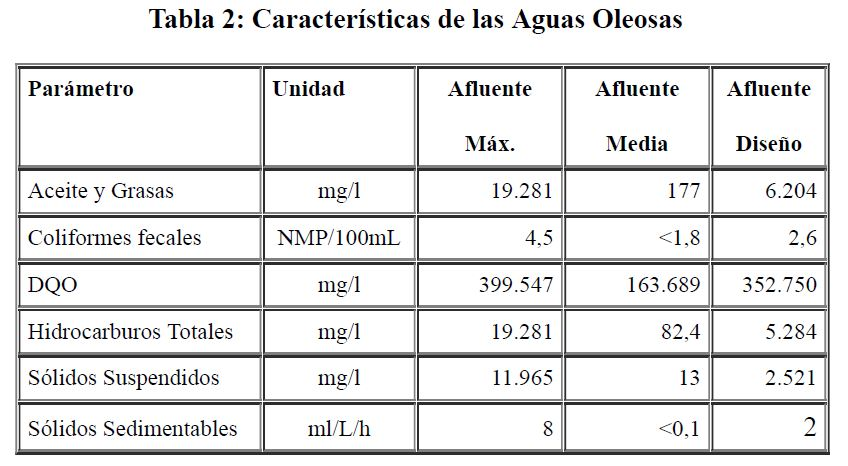 Tabla 2: Características de las Aguas Oleosas
Parámetro Unidad Afluente Afluente Afluente
Máx. Media Diseño
Aceite y Grasas mg/l 19.281 177 6.204
Coliformes fecales NMP/100mL 4,5 <1,8 2,6
DQO mg/l 399.547 163.689 352.750
Hidrocarburos Totales mg/l 19.281 82,4 5.284
Sólidos Suspendidos mg/l 11.965 13 2.521
Sólidos Sedimentables ml/L/h 8 <0,1 2